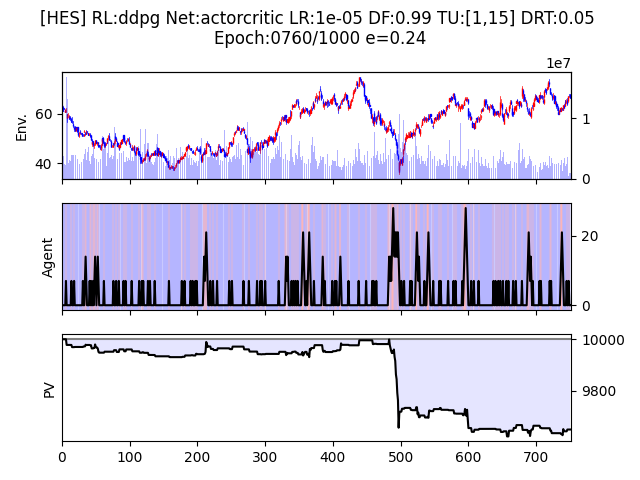 [HES] RL:ddpg Net:actorcritic LR:1e-05 DF:0.99 TU:[1,15] DRT:0.05
Epoch:0760/1000 e=0.24
1e7
Env.
60
40
1
0
Agent
20
0
PV
10000
9800
0 100 200 300 400 500 600 700